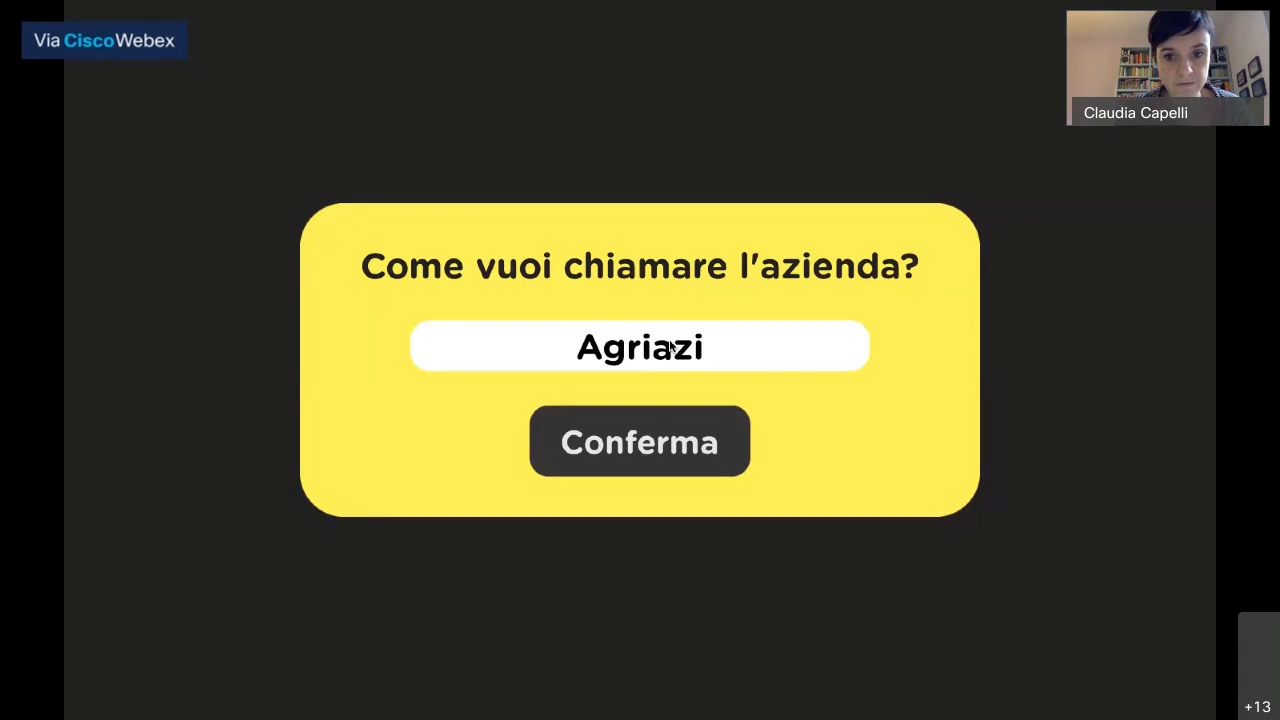 Via CiscoWebex
Claudia Capelli
Come vuoi chiamare l'azienda?
Agriazi
Conferma
+13